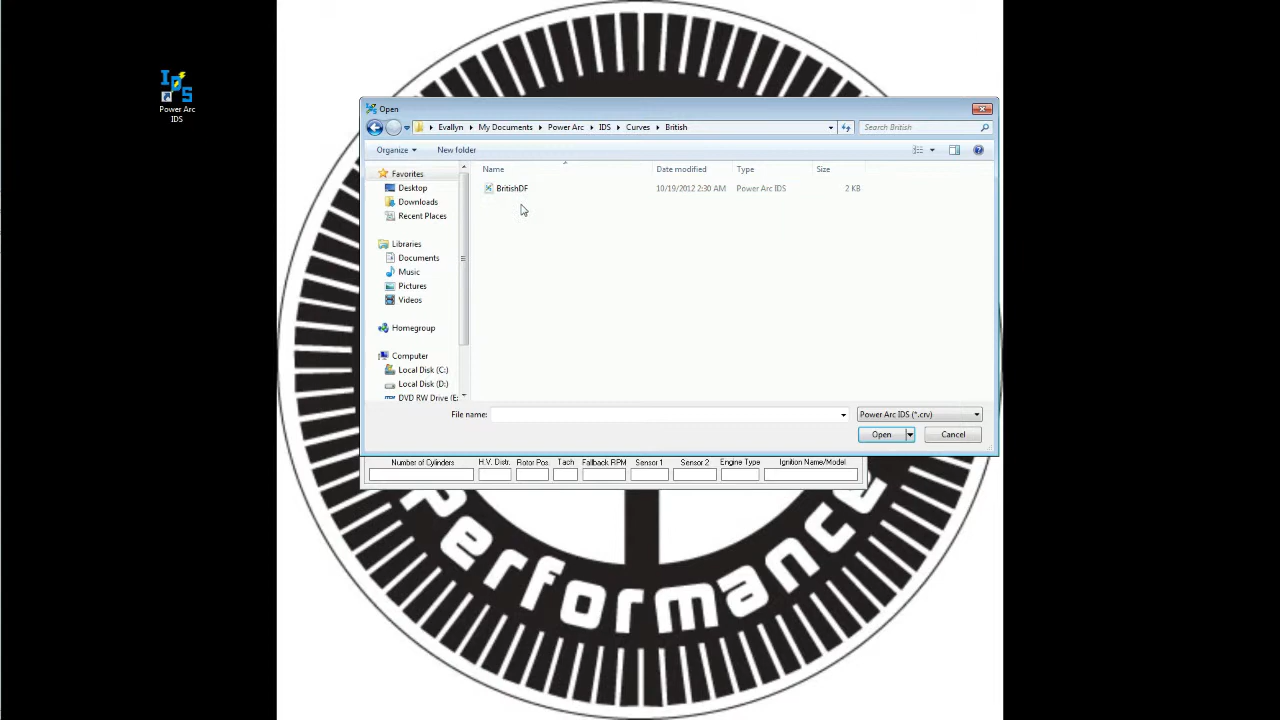 IDS
Power Arc
IDS
Open
Evallyn My Documents Power Arc IDS Curves British
Search British
Organize New folder
Name Date modified Type Size
BritishDF 10/19/2012 2:30 AM Power Arc IDS 2 KB
Favorites
Desktop
Downloads
Recent Places
Libraries
Documents
Music
Pictures
Videos
Homegroup
Computer
Local Disk (C:)
Local Disk (D:)
DVD RW Drive (E:
File name:
Power Arc IDS (*.crv)
Open Cancel
Number of Cylinders H.V. Distr. Rotor Pos. Tach Fallback RPM Sensor 1 Sensor 2 Engine Type Ignition Name/Model
Performance